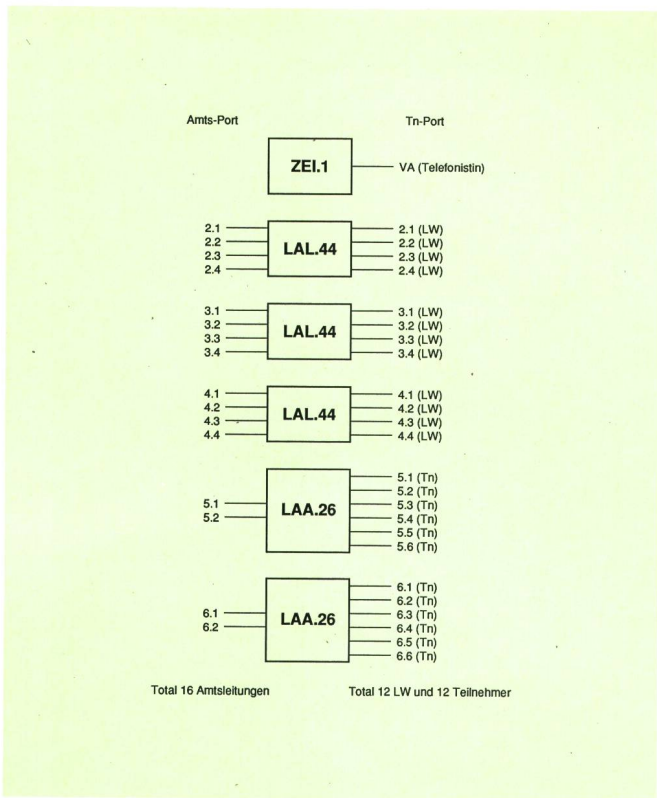 Amts-Port Tn-Port
ZEI.1 VA (Telefonistin)
2.1 2.1 (LW)
2.2 2.2 (LW)
LAL.44
2.3 2.3 (LW)
2.4 2.4 (LW)
3.1 3.1 (LW)
3.2 3.2 (LW)
LAL.44
3.3 3.3 (LW)
3.4 3.4 (LW)
4.1 4.1 (LW)
4.2 4.2 (LW)
LAL.44
4.3 4.3 (LW)
4.4 4.4 (LW)
5.1 (Tn)
5.2 (Tn)
5.1 5.3 (Tn)
LAA.26
5.2 5.4 (Tn)
5.5 (Tn)
5.6 (Tn)
6.1 (Tn)
6.2 (Tn)
6.1 6.3 (Tn)
LAA.26
6.2 6.4 (Tn)
6.5 (Tn)
6.6 (Tn)
Total 16 Amtsleitungen Total 12 LW und 12 Teilnehmer